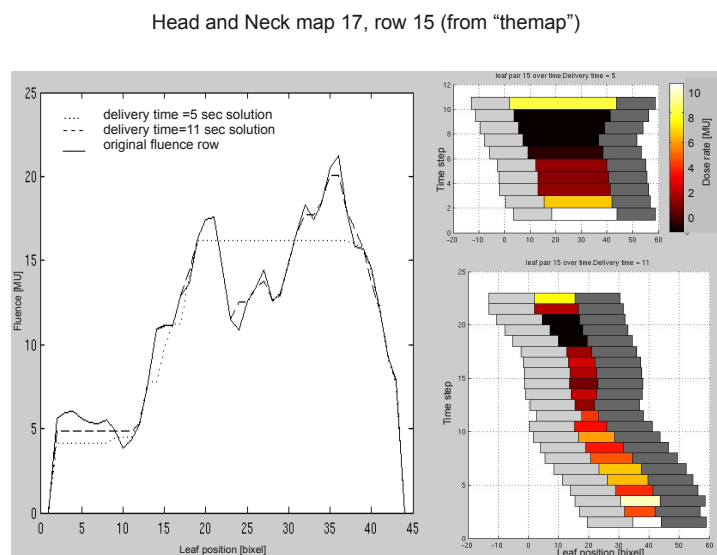 Head and Neck map 17, row 15 (from “themap”)
25
20
15
10
5
0
Fluence [MU]
delivery time =5 sec solution
delivery time=11 sec solution
original fluence row
0 5 10 15 20 25 30 35 40 45
Leaf position [bixel]
leaf pair 15 over time.Delivery time = 5
12
10
8
6
4
2
0
Time step
-20 -10 0 10 20 30 40 50 60
10
8
6
4
2
0
Dose rate [MU]
leaf pair 15 over time.Delivery time = 11
25
20
15
10
5
0
Time step
-20 -10 0 10 20 30 40 50 60
Leaf position [bixel]